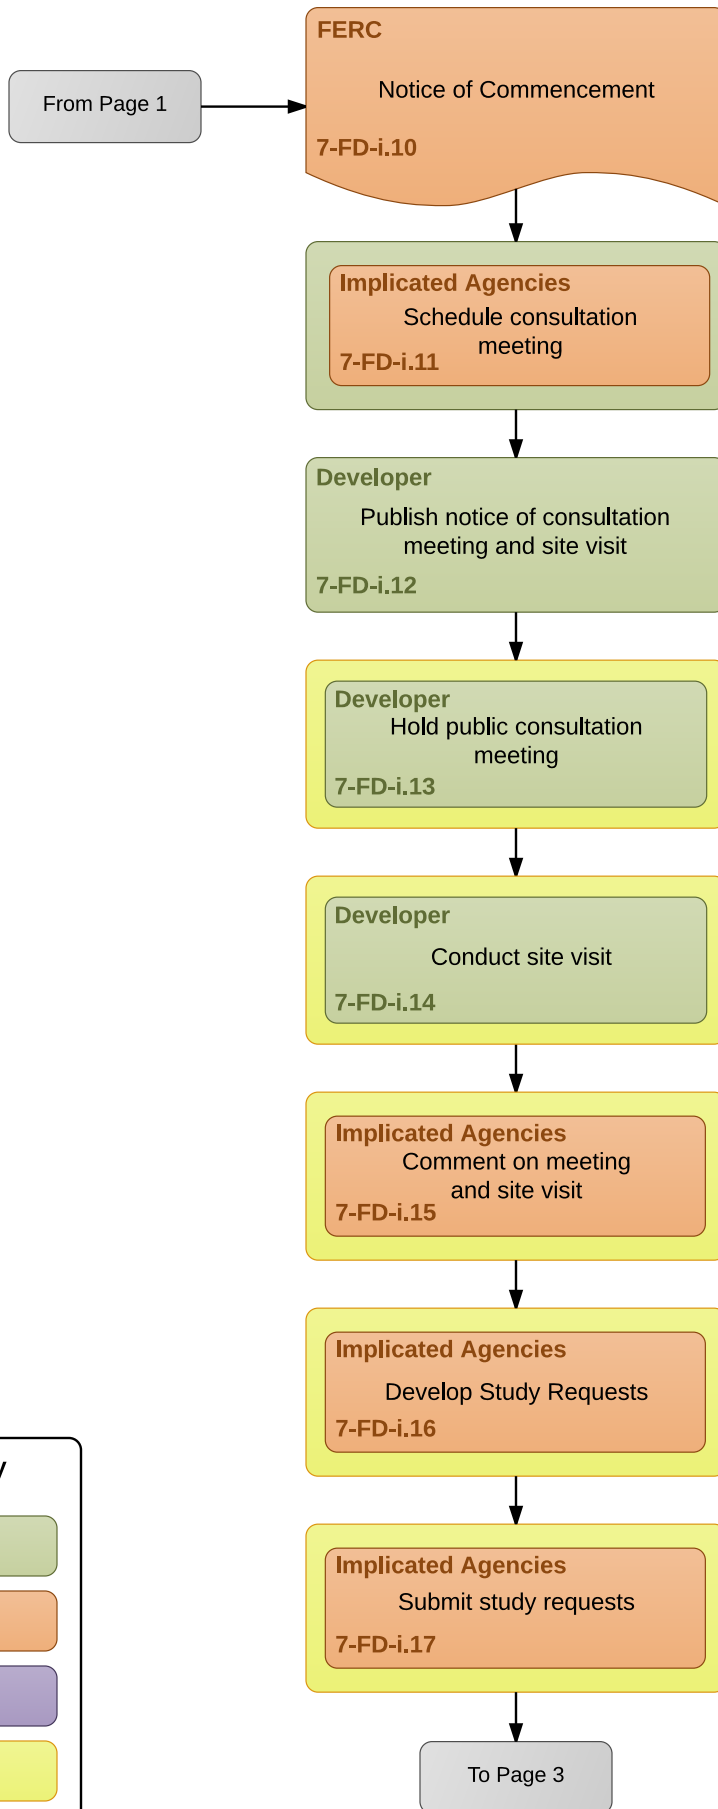 FERC
From Page 1
Notice of Commencement
7-FD-i.10
Implicated Agencies
Schedule consultation
meeting
7-FD-i.11
Developer
Publish notice of consultation
meeting and site visit
7-FD-i.12
Developer
Hold public consultation
meeting
7-FD-i.13
Developer
Conduct site visit
7-FD-i.14
Implicated Agencies
Comment on meeting
and site visit
7-FD-i.15
Implicated Agencies
Develop Study Requests
7-FD-i.16
Implicated Agencies
Submit study requests
7-FD-i.17
To Page 3